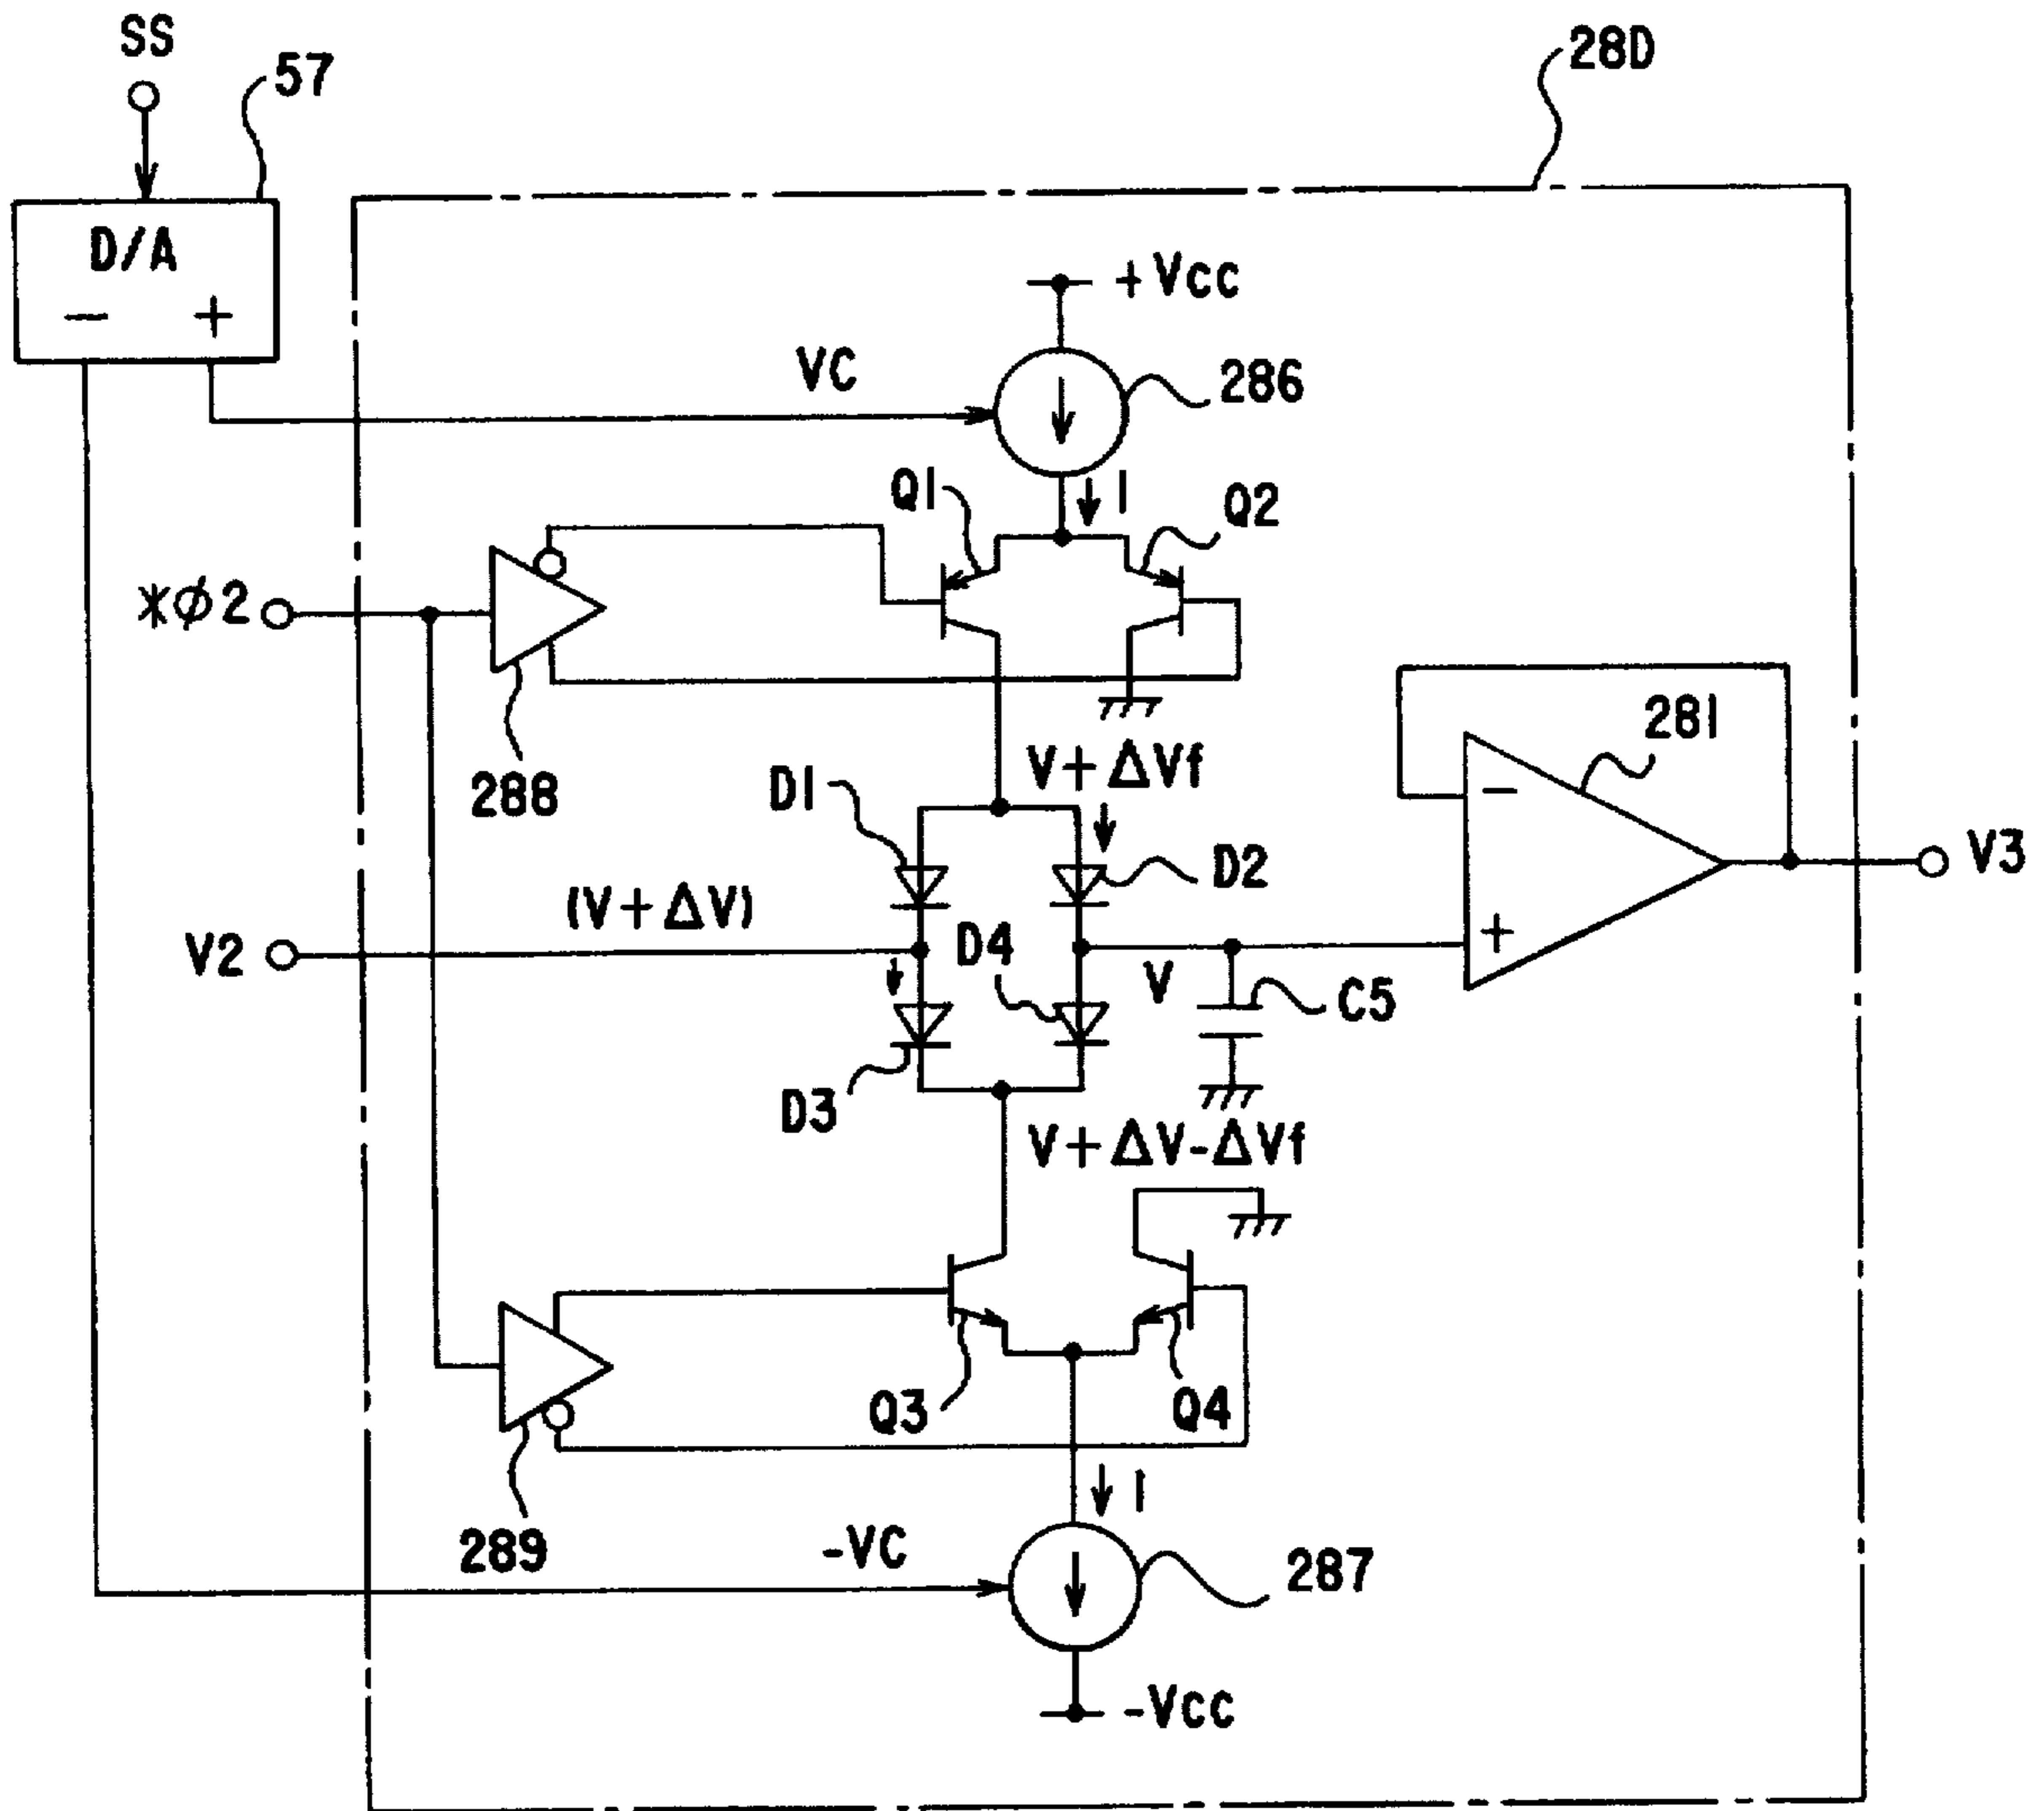 SS
57
28D
D/A
− +
+Vcc
VC
286
I
Q1
Q2
*φ2
288
V+ΔVf
281
D1
D2
(V+ΔV)
−
V3
V2
D4
+
V
C5
D3
V+ΔV-ΔVf
Q3
Q4
I
289
-VC
287
-Vcc